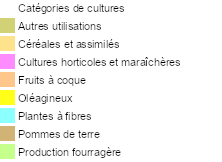 Catégories de cultures
Autres utilisations
Céréales et assimilés
Cultures horticoles et maraîchères
Fruits à coque
Oléagineux
Plantes à fibres
Pommes de terre
Production fourragère